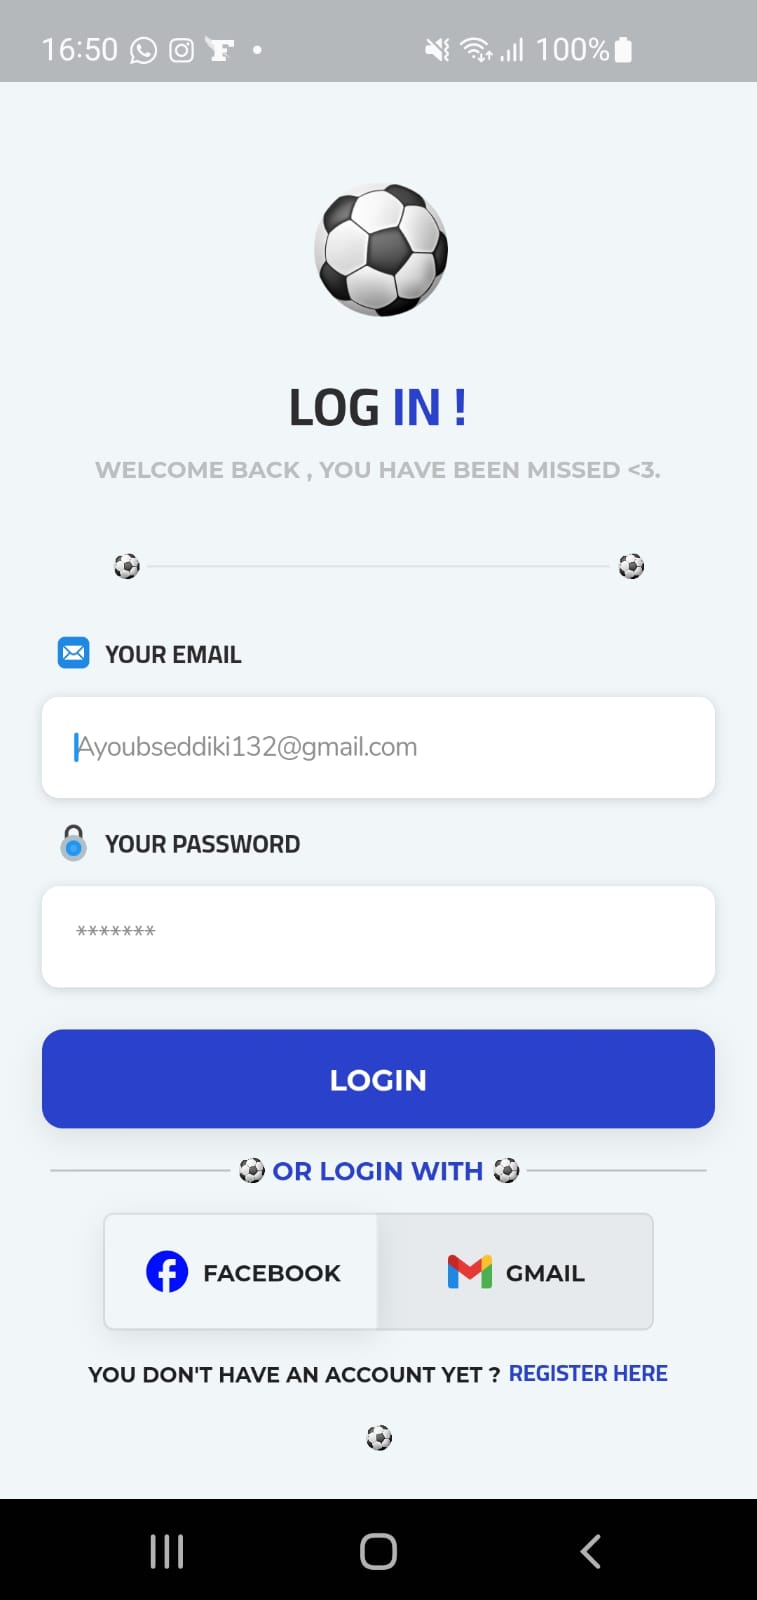 16:50 100%
LOG IN !
WELCOME BACK , YOU HAVE BEEN MISSED <3.
YOUR EMAIL
Ayoubseddiki132@gmail.com
YOUR PASSWORD
*******
LOGIN
OR LOGIN WITH
FACEBOOK GMAIL
YOU DON'T HAVE AN ACCOUNT YET ? REGISTER HERE